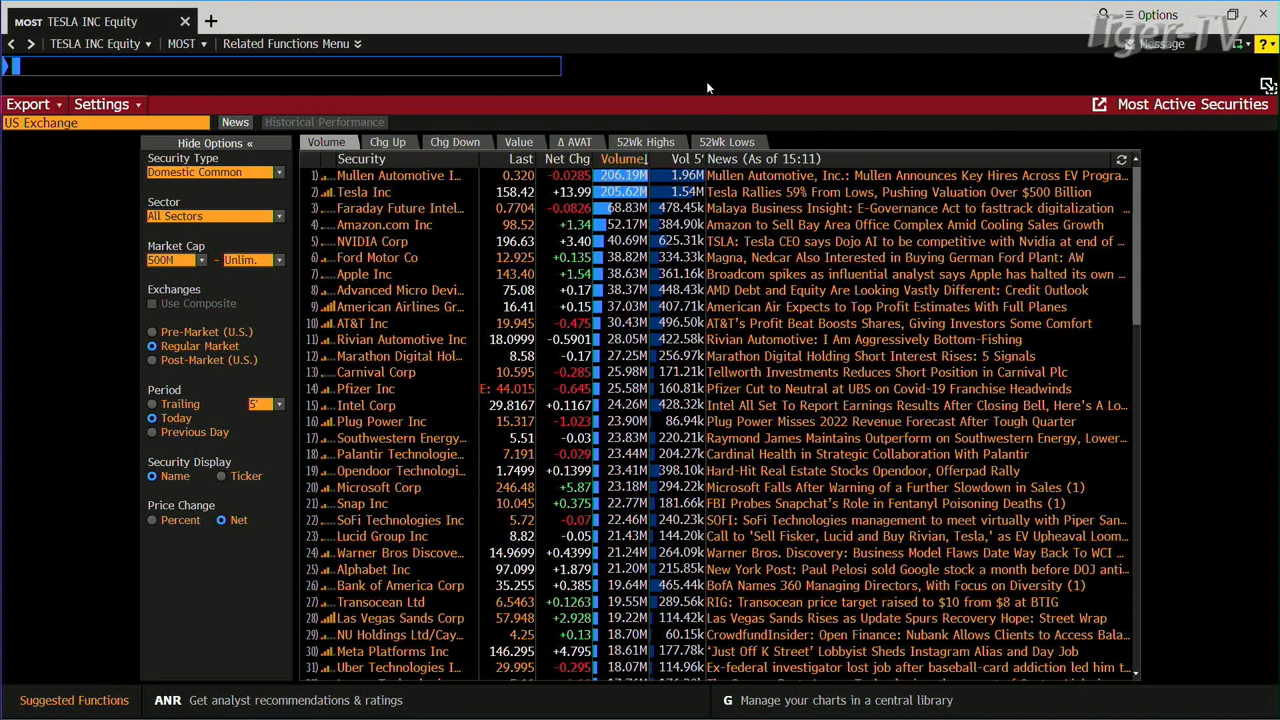 MOST TESLA INC Equity
Options
TESLA INC Equity MOST Related Functions Menu
Message
Tiger-TV
Export Settings Most Active Securities
US Exchange News Historical Performance
Hide Options «
Security Type
Domestic Common
Sector
All Sectors
Market Cap
500M – Unlim.
Exchanges
Use Composite
Pre-Market (U.S.)
Regular Market
Post-Market (U.S.)
Period
Trailing 5'
Today
Previous Day
Security Display
Name Ticker
Price Change
Percent Net
Volume Chg Up Chg Down Value Δ AVAT 52Wk Highs 52Wk Lows
Security Last Net Chg Volume↓ Vol 5' News (As of 15:11)
1) Mullen Automotive I... 0.320 -0.0285 206.19M 1.96M Mullen Automotive, Inc.: Mullen Announces Key Hires Across EV Progra...
2) Tesla Inc 158.42 +13.99 205.62M 1.54M Tesla Rallies 59% From Lows, Pushing Valuation Over $500 Billion
3) Faraday Future Intel... 0.7704 -0.0826 68.83M 478.45k Malaya Business Insight: E-Governance Act to fasttrack digitalization ...
4) Amazon.com Inc 98.52 +1.34 52.17M 384.90k Amazon to Sell Bay Area Office Complex Amid Cooling Sales Growth
5) NVIDIA Corp 196.63 +3.40 40.69M 625.31k TSLA: Tesla CEO says Dojo AI to be competitive with Nvidia at end of ...
6) Ford Motor Co 12.925 +0.135 38.82M 334.33k Magna, Nedcar Also Interested in Buying German Ford Plant: AW
7) Apple Inc 143.40 +1.54 38.63M 361.16k Broadcom spikes as influential analyst says Apple has halted its own ...
8) Advanced Micro Devi... 75.08 +0.17 38.37M 448.43k AMD Debt and Equity Are Looking Vastly Different: Credit Outlook
9) American Airlines Gr... 16.41 +0.15 37.03M 407.71k American Air Expects to Top Profit Estimates With Full Planes
10) AT&T Inc 19.945 -0.475 30.43M 496.50k AT&T's Profit Beat Boosts Shares, Giving Investors Some Comfort
11) Rivian Automotive Inc 18.0999 -0.5901 28.05M 422.58k Rivian Automotive: I Am Aggressively Bottom-Fishing
12) Marathon Digital Hol... 8.58 -0.17 27.25M 256.97k Marathon Digital Holding Short Interest Rises: 5 Signals
13) Carnival Corp 10.595 -0.285 25.98M 171.21k Tellworth Investments Reduces Short Position in Carnival Plc
14) Pfizer Inc E: 44.015 -0.645 25.58M 160.81k Pfizer Cut to Neutral at UBS on Covid-19 Franchise Headwinds
15) Intel Corp 29.8167 +0.1167 24.26M 428.32k Intel All Set To Report Earnings Results After Closing Bell, Here's A Lo...
16) Plug Power Inc 15.317 -1.023 23.90M 86.94k Plug Power Misses 2022 Revenue Forecast After Tough Quarter
17) Southwestern Energy... 5.51 -0.03 23.83M 220.21k Raymond James Maintains Outperform on Southwestern Energy, Lower...
18) Palantir Technologie... 7.191 -0.029 23.44M 204.27k Cardinal Health in Strategic Collaboration With Palantir
19) Opendoor Technologi... 1.7499 +0.1399 23.41M 398.10k Hard-Hit Real Estate Stocks Opendoor, Offerpad Rally
20) Microsoft Corp 246.48 +5.87 23.18M 294.22k Microsoft Falls After Warning of a Further Slowdown in Sales (1)
21) Snap Inc 10.045 +0.375 22.77M 181.66k FBI Probes Snapchat's Role in Fentanyl Poisoning Deaths (1)
22) SoFi Technologies Inc 5.72 -0.07 22.46M 240.23k SOFI: SoFi Technologies management to meet virtually with Piper San...
23) Lucid Group Inc 8.82 -0.05 21.43M 144.20k Call to 'Sell Fisker, Lucid and Buy Rivian, Tesla,' as EV Upheaval Loom...
24) Warner Bros Discove... 14.9699 +0.4399 21.24M 264.09k Warner Bros. Discovery: Business Model Flaws Date Way Back To WCI ...
25) Alphabet Inc 97.099 +1.879 21.20M 215.85k New York Post: Paul Pelosi sold Google stock a month before DOJ anti...
26) Bank of America Corp 35.255 +0.385 19.64M 465.44k BofA Names 360 Managing Directors, With Focus on Diversity (1)
27) Transocean Ltd 6.5463 +0.1263 19.55M 289.56k RIG: Transocean price target raised to $10 from $8 at BTIG
28) Las Vegas Sands Corp 57.948 +2.928 19.22M 114.42k Las Vegas Sands Rises as Update Spurs Recovery Hope: Street Wrap
29) NU Holdings Ltd/Cay... 4.25 +0.13 18.70M 60.15k CrowdfundInsider: Open Finance: Nubank Allows Clients to Access Bala...
30) Meta Platforms Inc 146.295 +4.795 18.61M 177.78k 'Just Off K Street' Lobbyist Sheds Instagram Alias and Day Job
31) Uber Technologies I... 29.995 -0.295 18.07M 114.96k Ex-federal investigator lost job after baseball-card addiction led him t...
Suggested Functions ANR Get analyst recommendations & ratings G Manage your charts in a central library